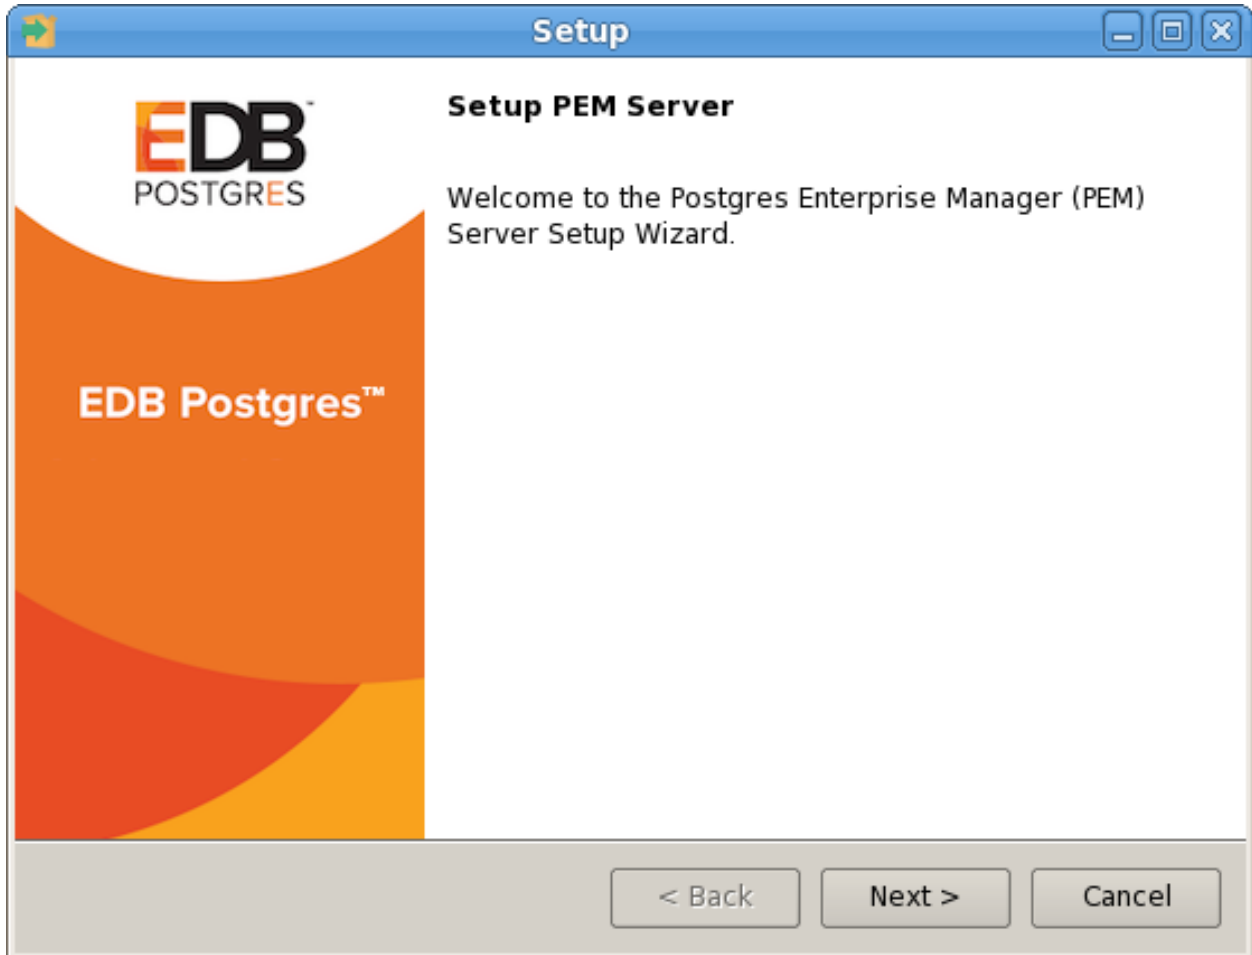 Setup
EDB™
POSTGRES
Setup PEM Server
Welcome to the Postgres Enterprise Manager (PEM)
Server Setup Wizard.
EDB Postgres™
< Back
Next >
Cancel